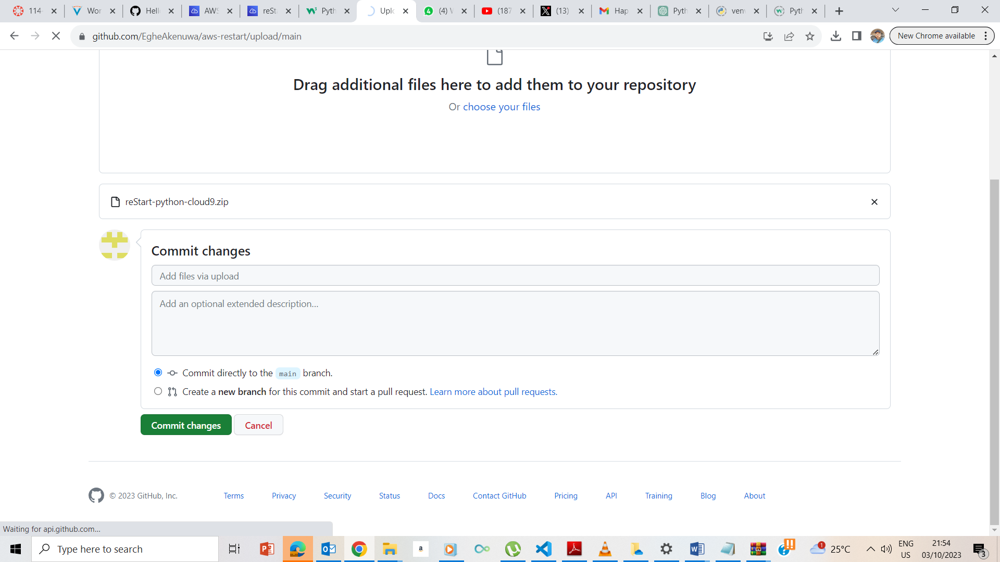 114-
Wor
Hell
AWS
reSt
Pyth
Uplo
(4) V
(187
(13)
Hap
Pyth
venv
Pyth
github.com/EgheAkenuwa/aws-restart/upload/main
New Chrome available
Drag additional files here to add them to your repository
Or choose your files
reStart-python-cloud9.zip
Commit changes
Add files via upload
Add an optional extended description...
Commit directly to the main branch.
Create a new branch for this commit and start a pull request. Learn more about pull requests.
Commit changes Cancel
© 2023 GitHub, Inc. Terms Privacy Security Status Docs Contact GitHub Pricing API Training Blog About
Waiting for api.github.com...
Type here to search
a
1
25°C
ENG
US
21:54
03/10/2023
3